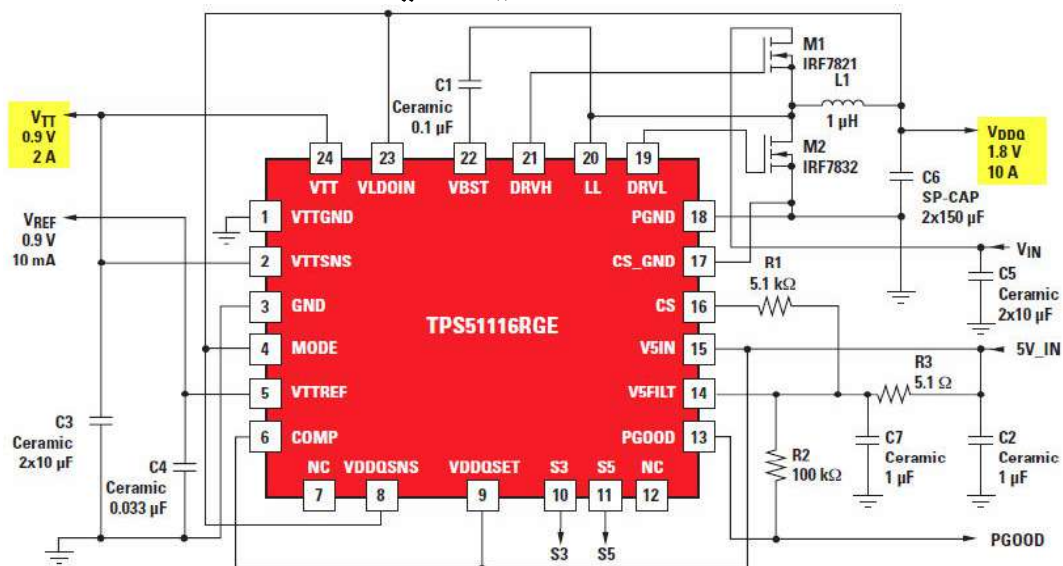 M1
IRF7821
L1
1 µH
C1
Ceramic
0.1 µF
VTT
0.9 V
2 A
M2
IRF7832
VDDQ
1.8 V
10 A
C6
SP-CAP
2x150 µF
24 23 22 21 20 19
VTT VLDOIN VBST DRVH LL DRVL
VREF
0.9 V
10 mA
1 VTTGND
2 VTTSNS
3 GND
4 MODE
5 VTTREF
6 COMP
TPS51116RGE
PGND 18
CS_GND 17
CS 16
V5IN 15
V5FILT 14
PGOOD 13
R1
5.1 kΩ
VIN
C5
Ceramic
2x10 µF
5V_IN
R3
5.1 Ω
C3
Ceramic
2x10 µF
C4
Ceramic
0.033 µF
NC VDDQSNS VDDQSET S3 S5 NC
7 8 9 10 11 12
R2
100 kΩ
C7
Ceramic
1 µF
C2
Ceramic
1 µF
S3 S5
PGOOD